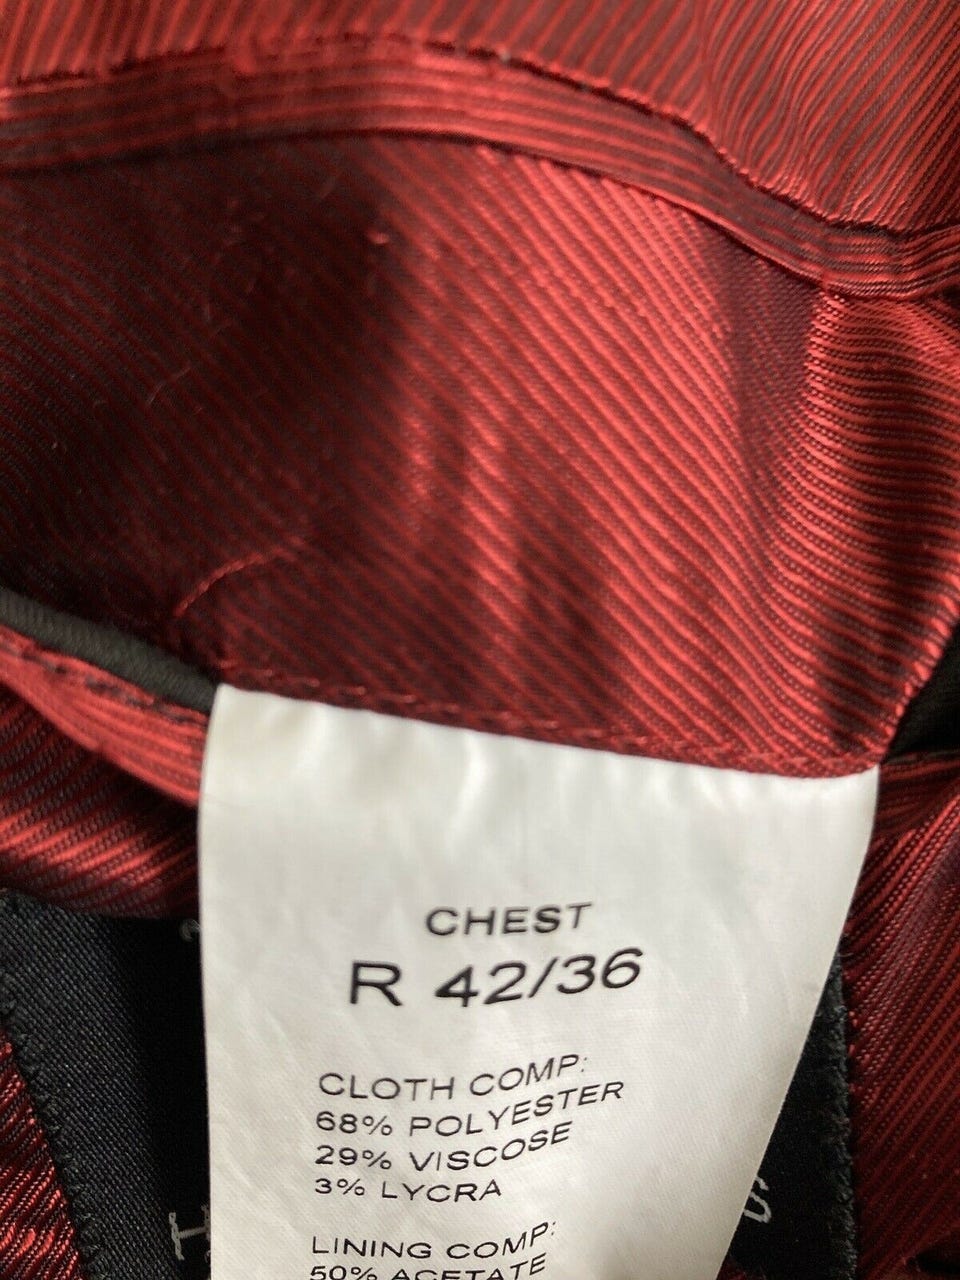 CHEST
R 42/36
CLOTH COMP:
68% POLYESTER
29% VISCOSE
3% LYCRA
LINING COMP:
50% ACETATE